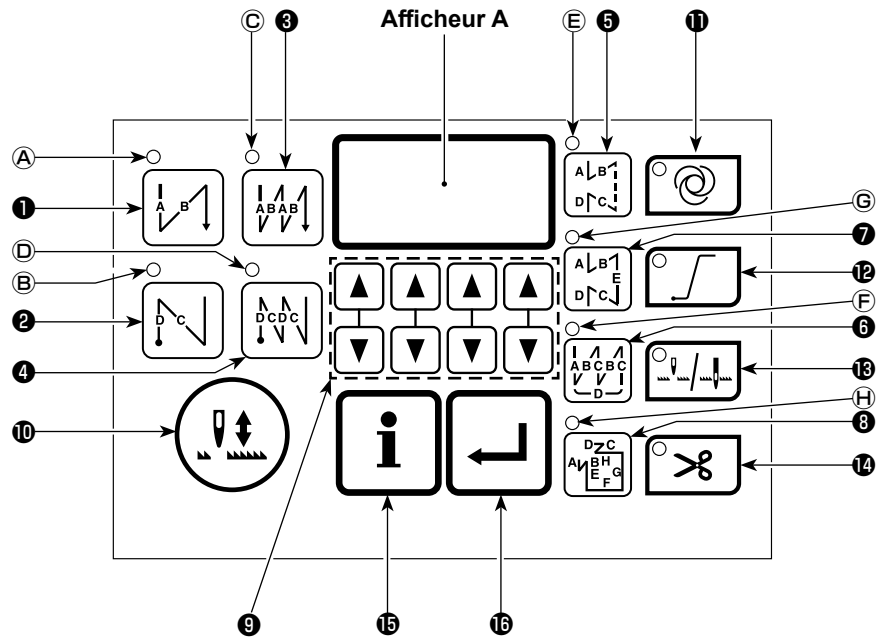 Ⓒ ❸ Afficheur A Ⓔ ❺ ⓫
Ⓐ
❶ A B
A B A B
A B
D C
Ⓖ
Ⓓ
Ⓑ
❼ A B
E
D C
⓬
❷ D C
D C D C
Ⓕ
❻ A B C B C
D
❹
⓭
Ⓗ
❿
❽ D C
A B H
E G
F
i
⓮
❾ ⓯ ⓰